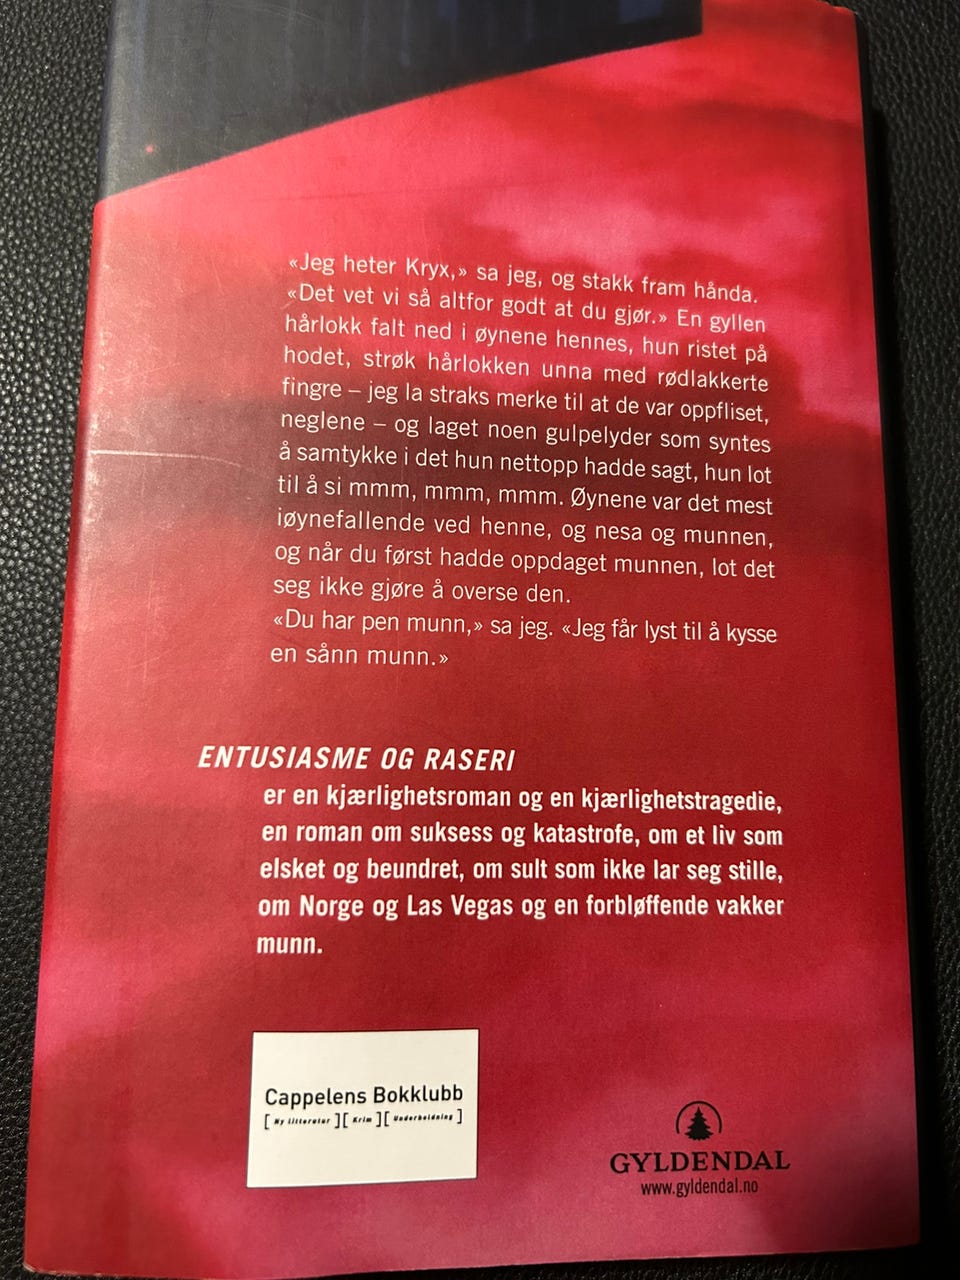 «Jeg heter Kryx,» sa jeg, og stakk fram hånda.
«Det vet vi så altfor godt at du gjør.» En gyllen
hårlokk falt ned i øynene hennes, hun ristet på
hodet, strøk hårlokken unna med rødlakkerte
fingre – jeg la straks merke til at de var oppfliset,
neglene – og laget noen gulpelyder som syntes
å samtykke i det hun nettopp hadde sagt, hun lot
til å si mmm, mmm, mmm. Øynene var det mest
iøynefallende ved henne, og nesa og munnen,
og når du først hadde oppdaget munnen, lot det
seg ikke gjøre å overse den.
«Du har pen munn,» sa jeg. «Jeg får lyst til å kysse
en sånn munn.»
ENTUSIASME OG RASERI
er en kjærlighetsroman og en kjærlighetstragedie,
en roman om suksess og katastrofe, om et liv som
elsket og beundret, om sult som ikke lar seg stille,
om Norge og Las Vegas og en forbløffende vakker
munn.
Cappelens Bokklubb
[ Ny litteratur ][ Krim ][ Underholdning ]
GYLDENDAL
www.gyldendal.no